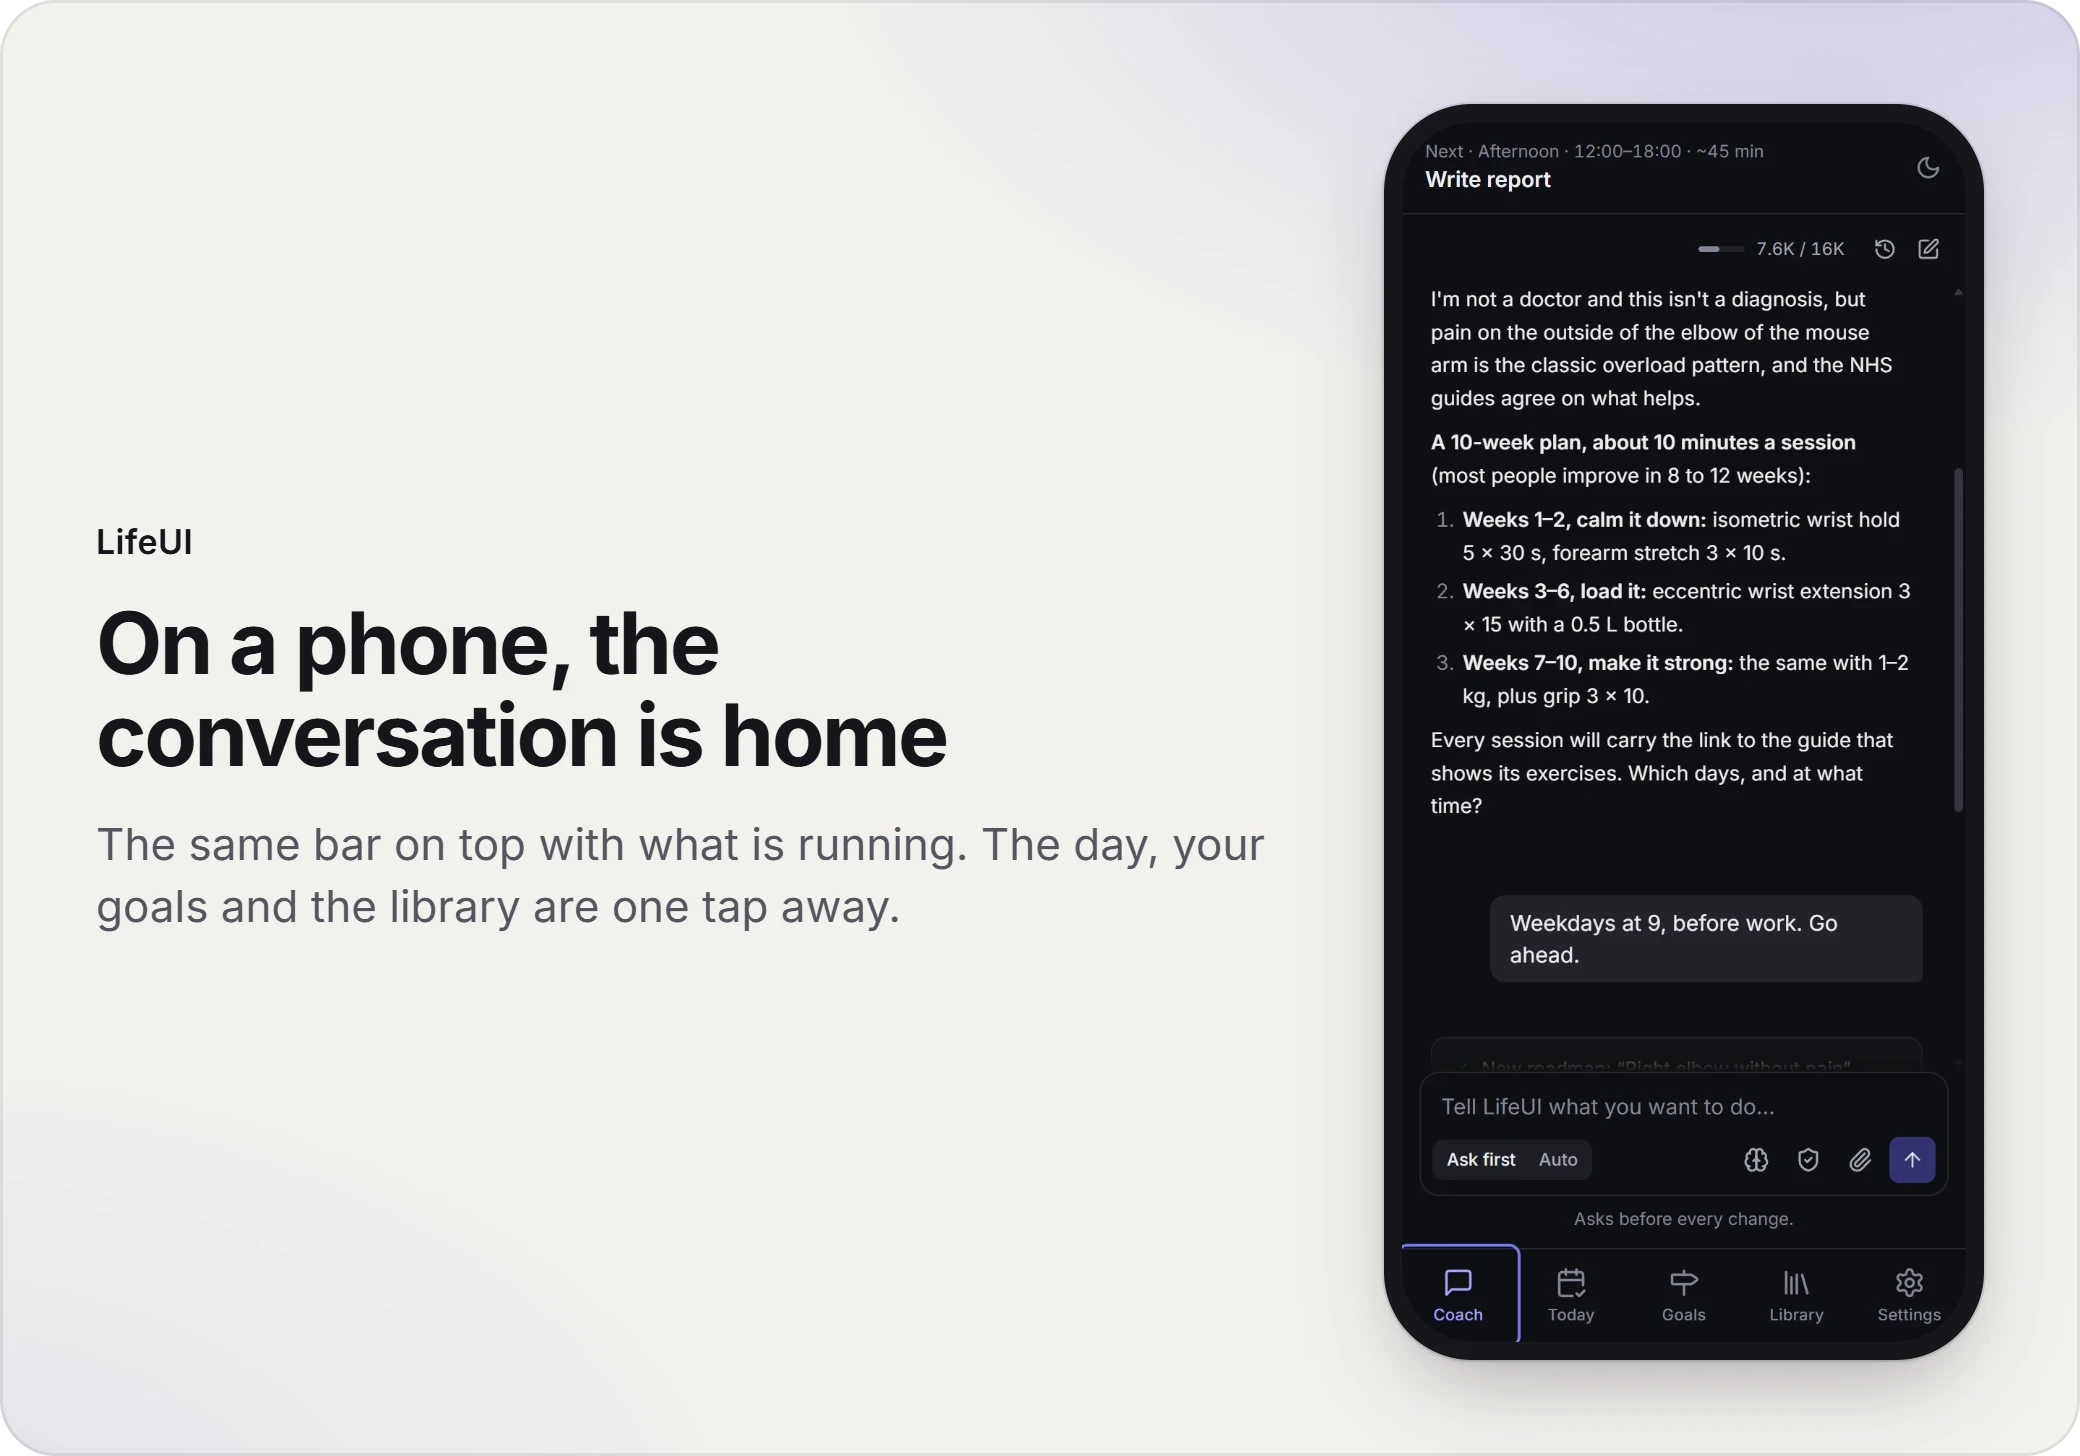 LifeUI
On a phone, the
conversation is home
The same bar on top with what is running. The day, your
goals and the library are one tap away.
Next · Afternoon · 12:00–18:00 · ~45 min
Write report
7.6K / 16K
I'm not a doctor and this isn't a diagnosis, but
pain on the outside of the elbow of the mouse
arm is the classic overload pattern, and the NHS
guides agree on what helps.
A 10-week plan, about 10 minutes a session
(most people improve in 8 to 12 weeks):
1. Weeks 1–2, calm it down: isometric wrist hold
5 × 30 s, forearm stretch 3 × 10 s.
2. Weeks 3–6, load it: eccentric wrist extension 3
× 15 with a 0.5 L bottle.
3. Weeks 7–10, make it strong: the same with 1–2
kg, plus grip 3 × 10.
Every session will carry the link to the guide that
shows its exercises. Which days, and at what
time?
Weekdays at 9, before work. Go
ahead.
New roadmap: “Right elbow without pain”
Tell LifeUI what you want to do...
Ask first Auto
Asks before every change.
Coach Today Goals Library Settings